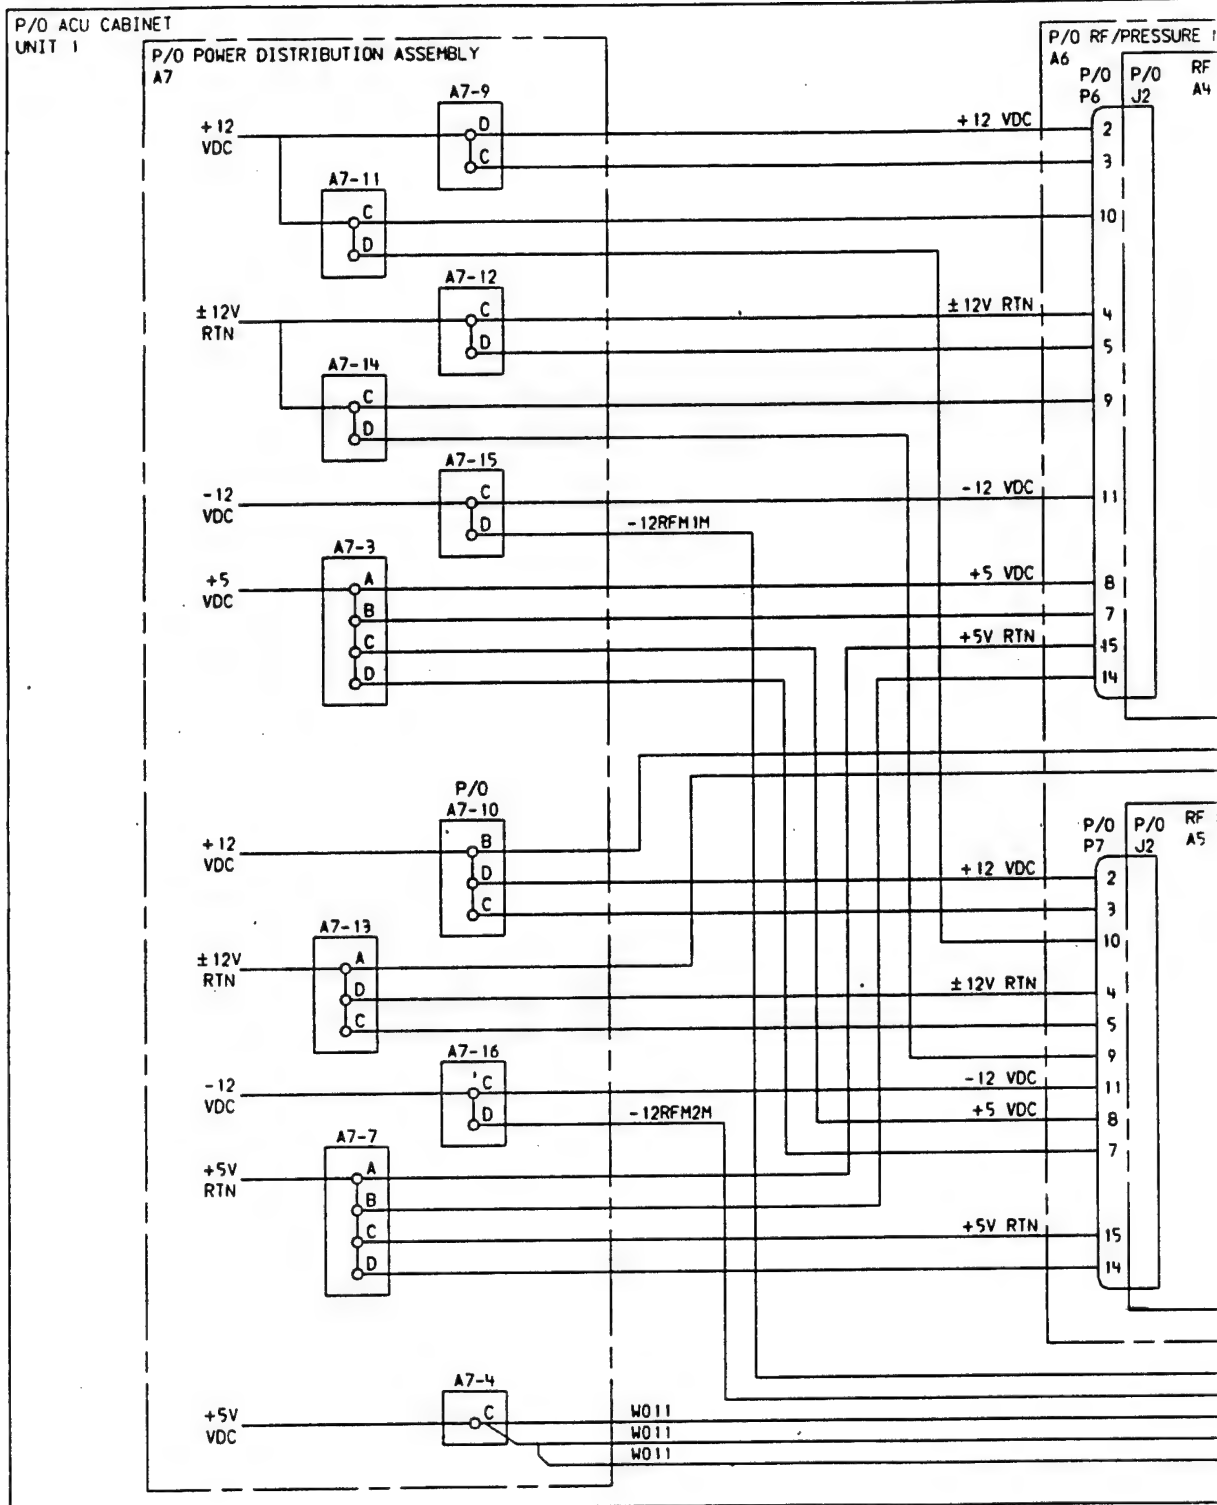 P/O ACU CABINET
UNIT 1
P/O POWER DISTRIBUTION ASSEMBLY
A7
P/O RF/PRESSURE
A6
P/O
P6
P/O
J2
RF
A4
A7-9
+12
VDC
D
C
+12 VDC
2
3
A7-11
C
D
10
A7-12
±12V
RTN
C
D
±12V RTN
4
5
A7-14
C
D
9
A7-15
-12
VDC
C
D
-12 VDC
11
-12RFM1M
A7-3
+5
VDC
A
B
C
D
+5 VDC
8
7
+5V RTN
15
14
P/O
A7-10
+12
VDC
B
D
C
P/O
P7
P/O
J2
RF
A5
+12 VDC
2
3
10
A7-13
±12V
RTN
A
D
C
±12V RTN
4
5
9
A7-16
-12
VDC
C
D
-12 VDC
11
-12RFM2M
+5 VDC
8
7
A7-7
+5V
RTN
A
B
C
D
+5V RTN
15
14
A7-4
+5V
VDC
C
W011
W011
W011